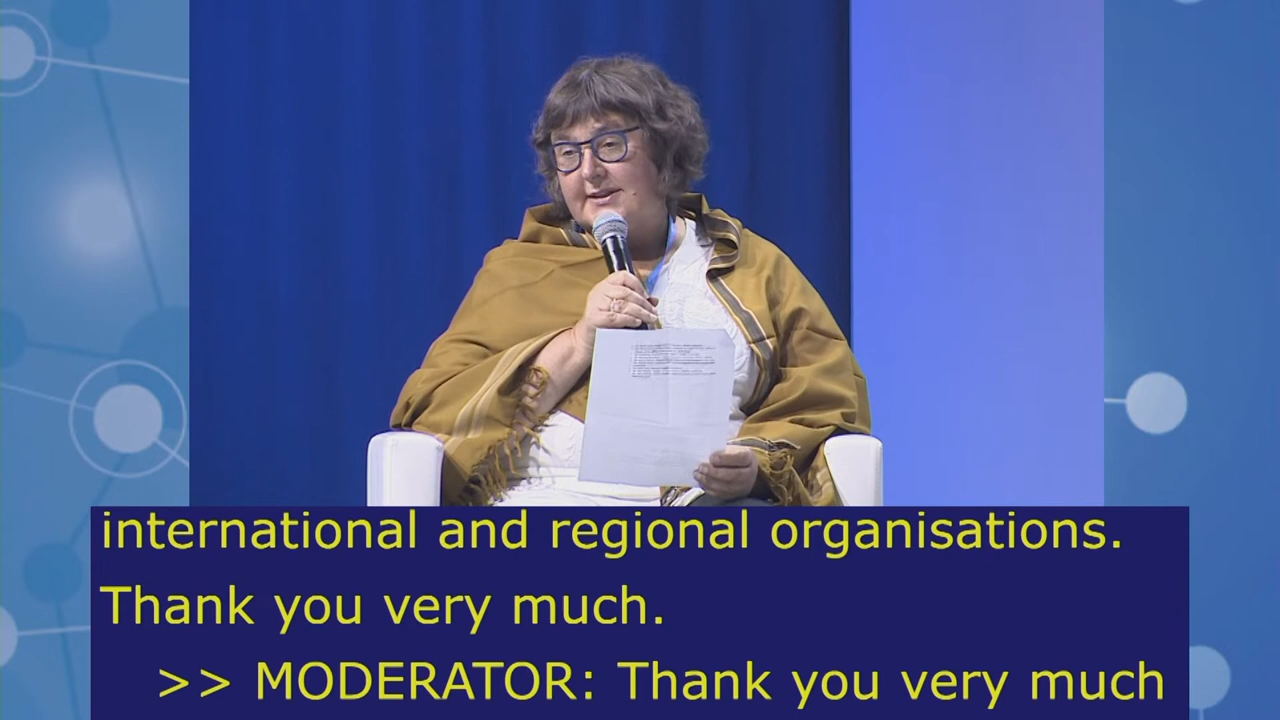 international and regional organisations.
Thank you very much.
>> MODERATOR: Thank you very much